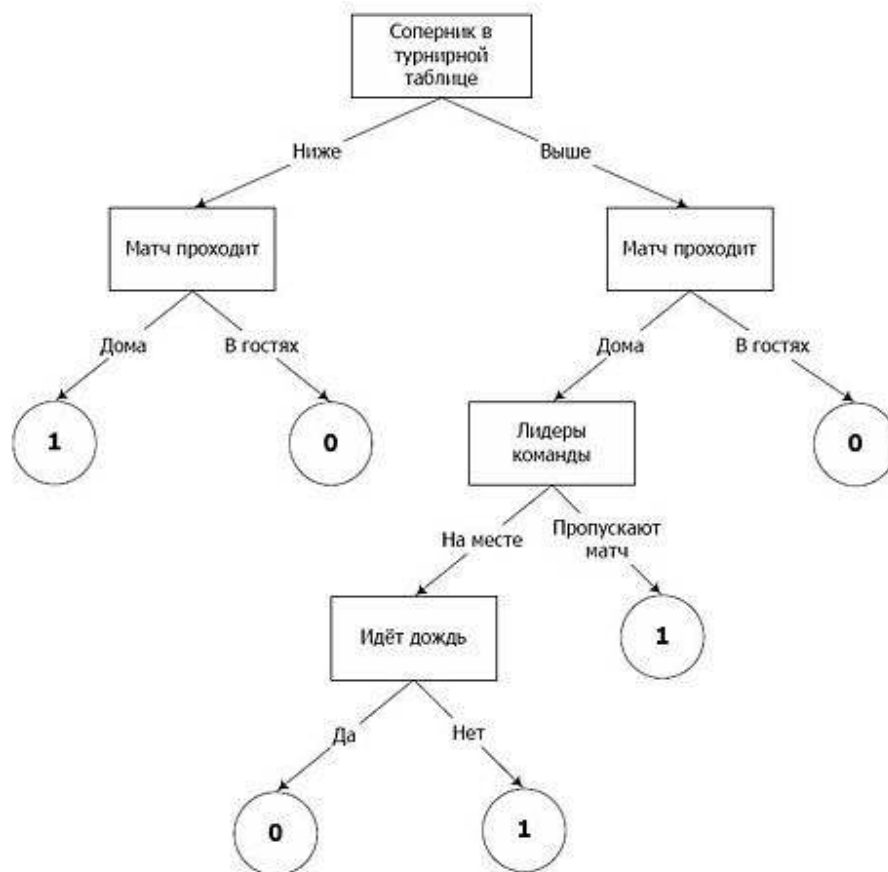 Соперник в
турнирной
таблице
Ниже
Выше
Матч проходит
Матч проходит
Дома
В гостях
Дома
В гостях
1
0
Лидеры
команды
0
На месте
Пропускают
матч
Идёт дождь
1
Да
Нет
0
1